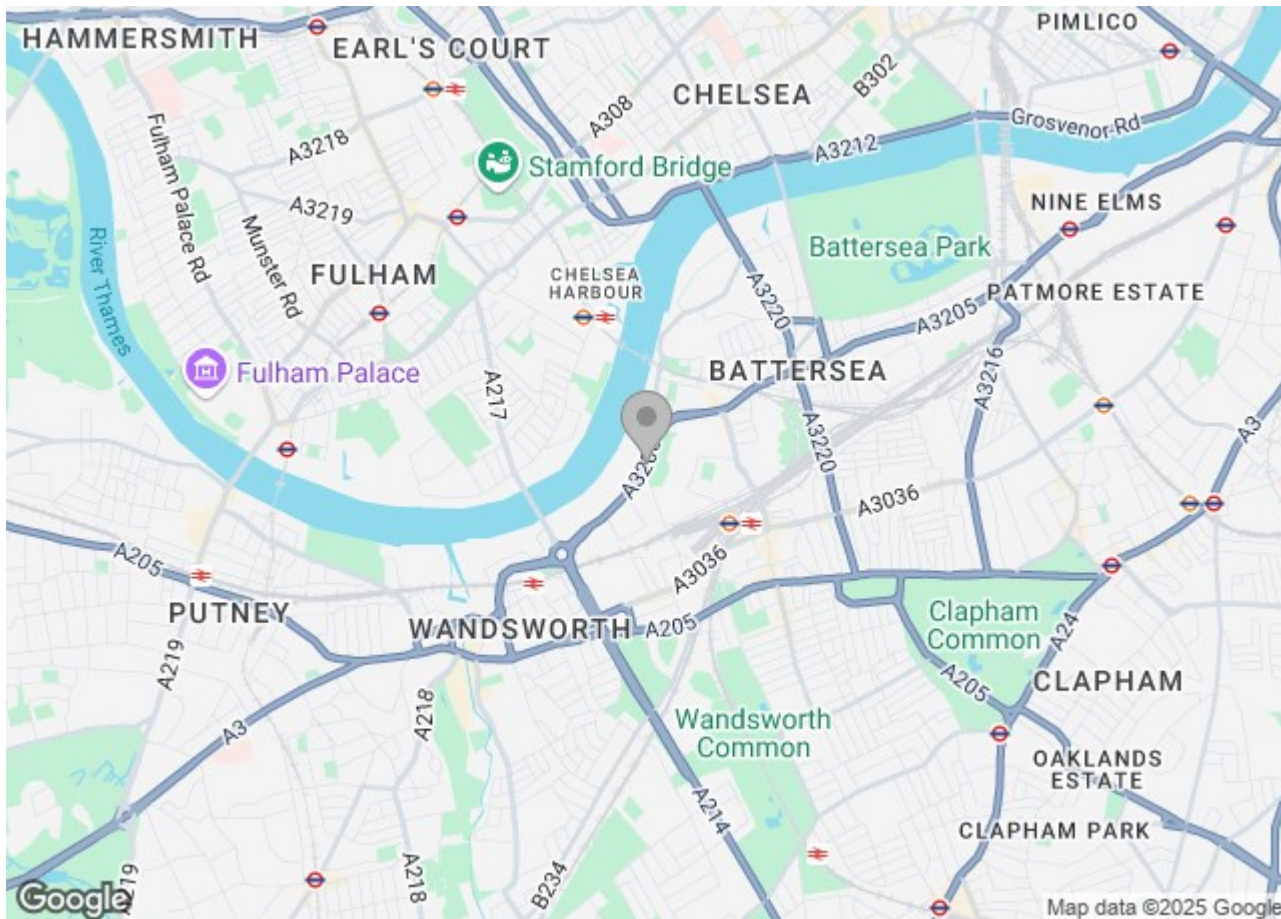 HAMMERSMITH
EARL'S COURT
PIMLICO
B302
CHELSEA
A308
Grosvenor Rd
A3218
A3212
Fulham Palace Rd
Stamford Bridge
A3219
NINE ELMS
Munster Rd
River Thames
Battersea Park
FULHAM
CHELSEA
HARBOUR
A3220
PATMORE ESTATE
A3205
Fulham Palace
A217
BATTERSEA
A3216
A3220
A3
A3036
A205
A3036
PUTNEY
WANDSWORTH
A205
Clapham
Common
A24
A219
A205
CLAPHAM
A218
A3
Wandsworth
Common
OAKLANDS
ESTATE
A214
CLAPHAM PARK
A219
A218
B234
Google
Map data ©2025 Google